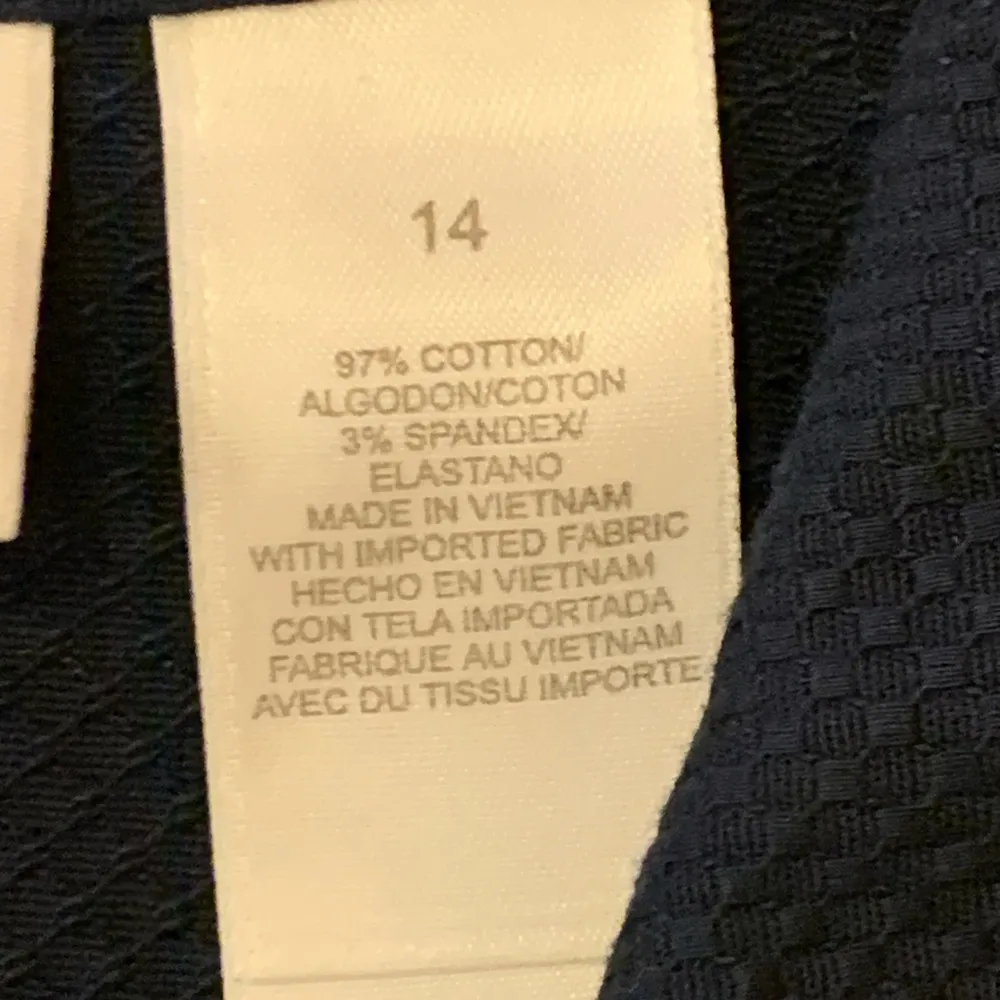 14
97% COTTON/
ALGODON/COTON
3% SPANDEX/
ELASTANO
MADE IN VIETNAM
WITH IMPORTED FABRIC
HECHO EN VIETNAM
CON TELA IMPORTADA
FABRIQUE AU VIETNAM
AVEC DU TISSU IMPORTE